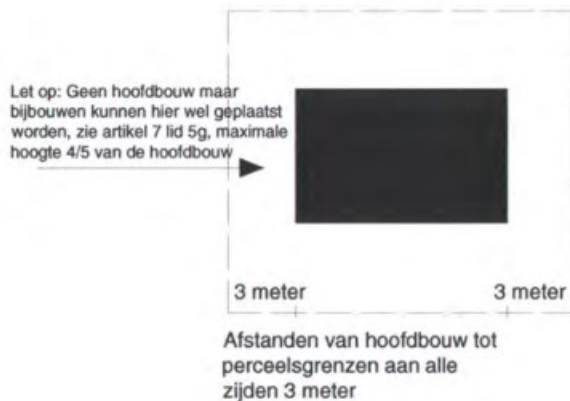 Let op: Geen hoofdbouw maar
bijbouwen kunnen hier wel geplaatst
worden, zie artikel 7 lid 5g, maximale
hoogte 4/5 van de hoofdbouw
3 meter
3 meter
Afstanden van hoofdbouw tot
perceelsgrenzen aan alle
zijden 3 meter